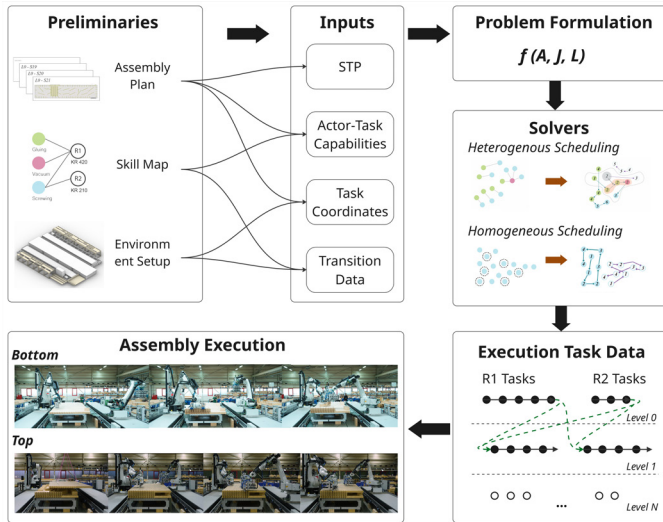 Preliminaries
Assembly
Plan
Gluing
Vacuum
Screwing
R1
KR 420
R2
KR 210
Skill Map
Environm
ent Setup
Inputs
STP
Actor-Task
Capabilities
Task
Coordinates
Transition
Data
Problem Formulation
f (A, J, L)
Solvers
Heterogenous Scheduling
Homogeneous Scheduling
Assembly Execution
Bottom
Top
Execution Task Data
R1 Tasks
R2 Tasks
Level 0
Level 1
...
Level N